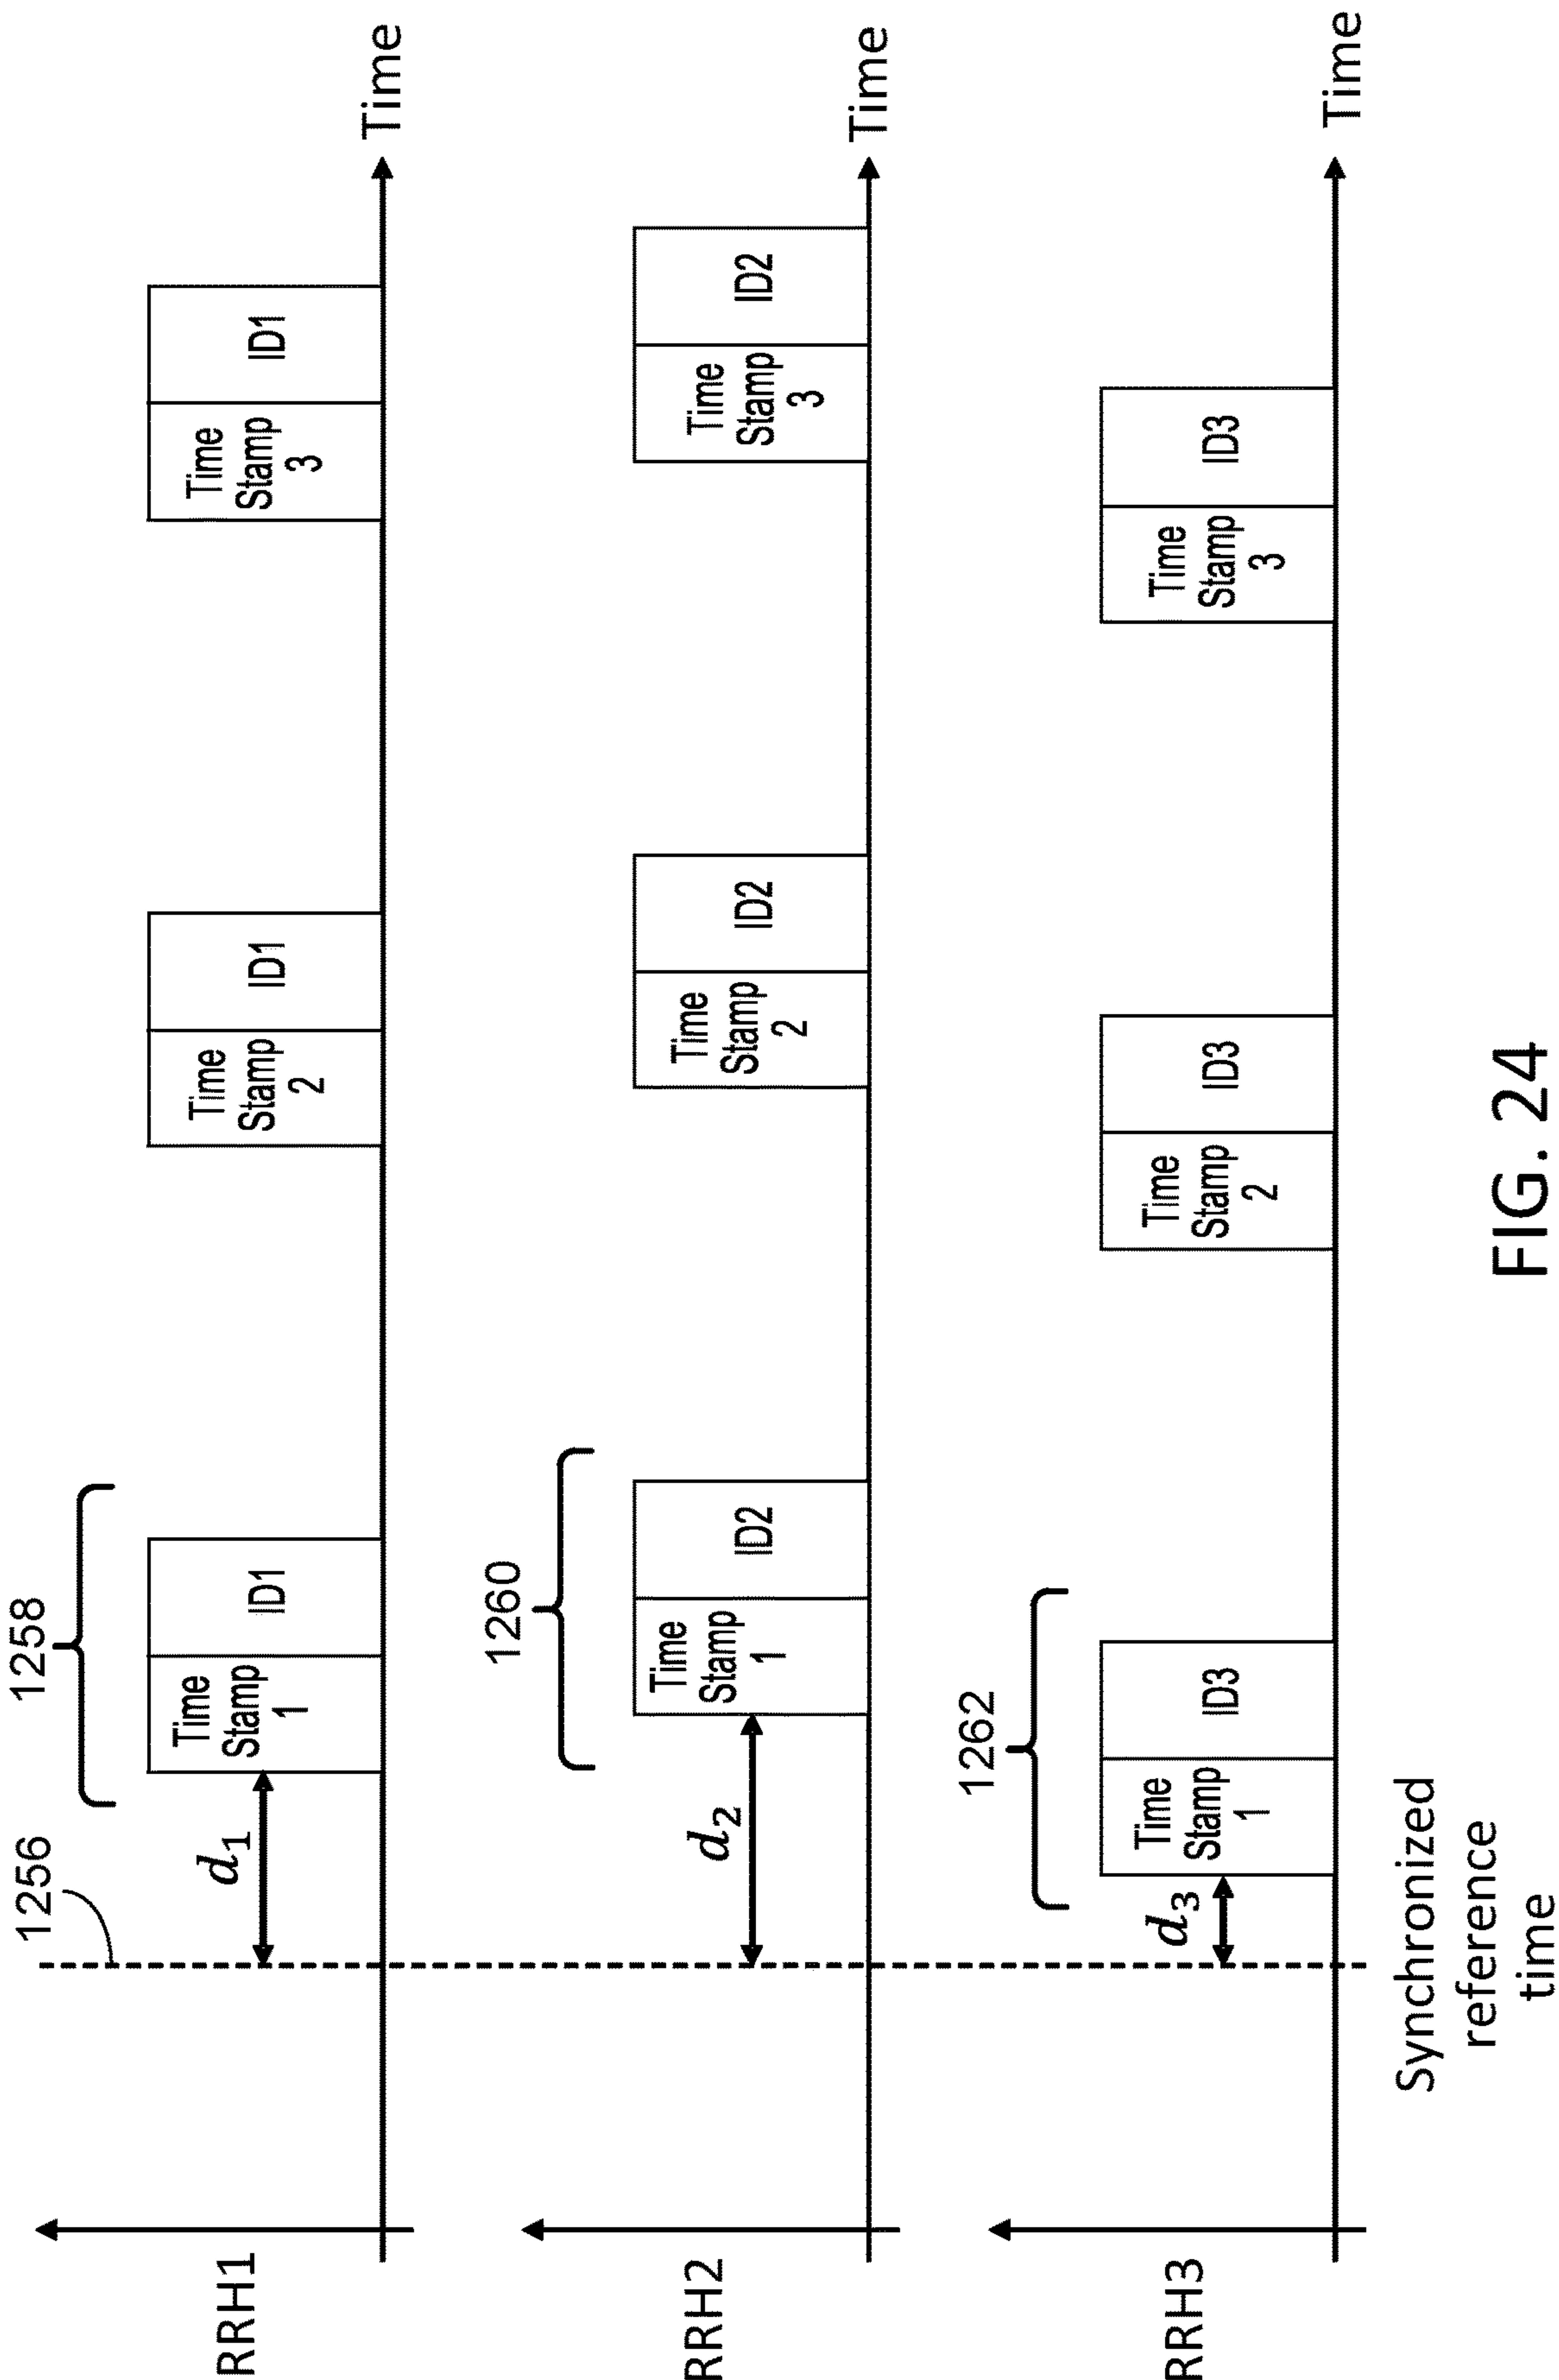 1256
1258
RRH1
d1
Time
Stamp
1
ID1
Time
Stamp
2
ID1
Time
Stamp
3
ID1
Time
1260
RRH2
d2
Time
Stamp
1
ID2
Time
Stamp
2
ID2
Time
Stamp
3
ID2
Time
1262
RRH3
d3
Time
Stamp
1
ID3
Time
Stamp
2
ID3
Time
Stamp
3
ID3
Time
Synchronized
reference
time
FIG. 24